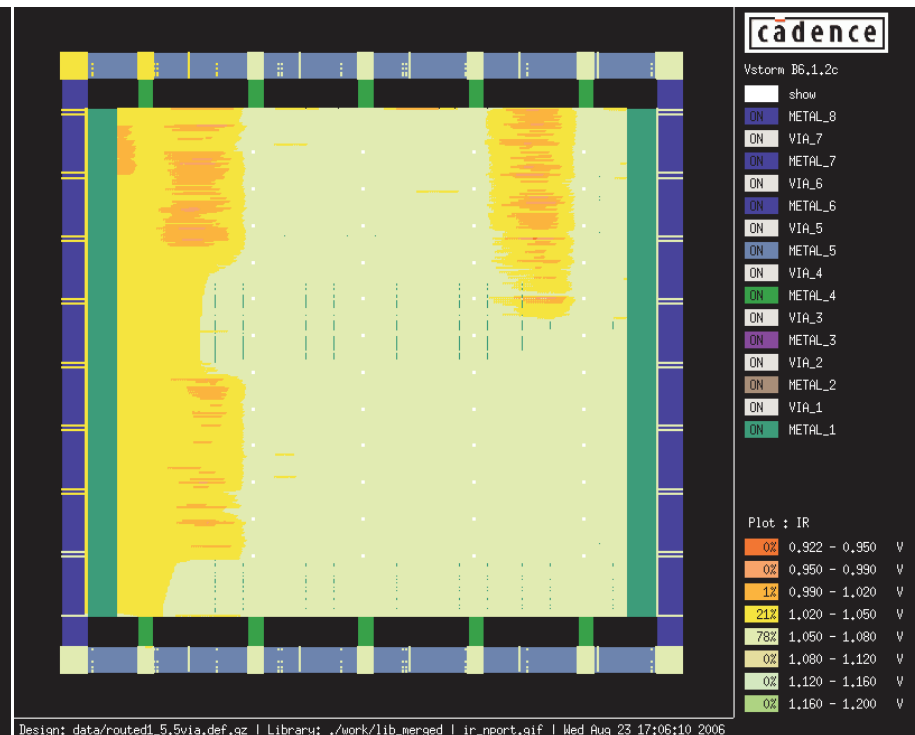 cādence
Vstorm B6.1.2c
show
ON METAL_8
ON VIA_7
ON METAL_7
ON VIA_6
ON METAL_6
ON VIA_5
ON METAL_5
ON VIA_4
ON METAL_4
ON VIA_3
ON METAL_3
ON VIA_2
ON METAL_2
ON VIA_1
ON METAL_1
Plot : IR
0% 0.922 - 0.950 V
0% 0.950 - 0.990 V
1% 0.990 - 1.020 V
21% 1.020 - 1.050 V
78% 1.050 - 1.080 V
0% 1.080 - 1.120 V
0% 1.120 - 1.160 V
0% 1.160 - 1.200 V
Design: data/routed1_5.5via.def.gz | Library: ./work/lib_merged | ir_nport.gif | Wed Aug 23 17:06:10 2006